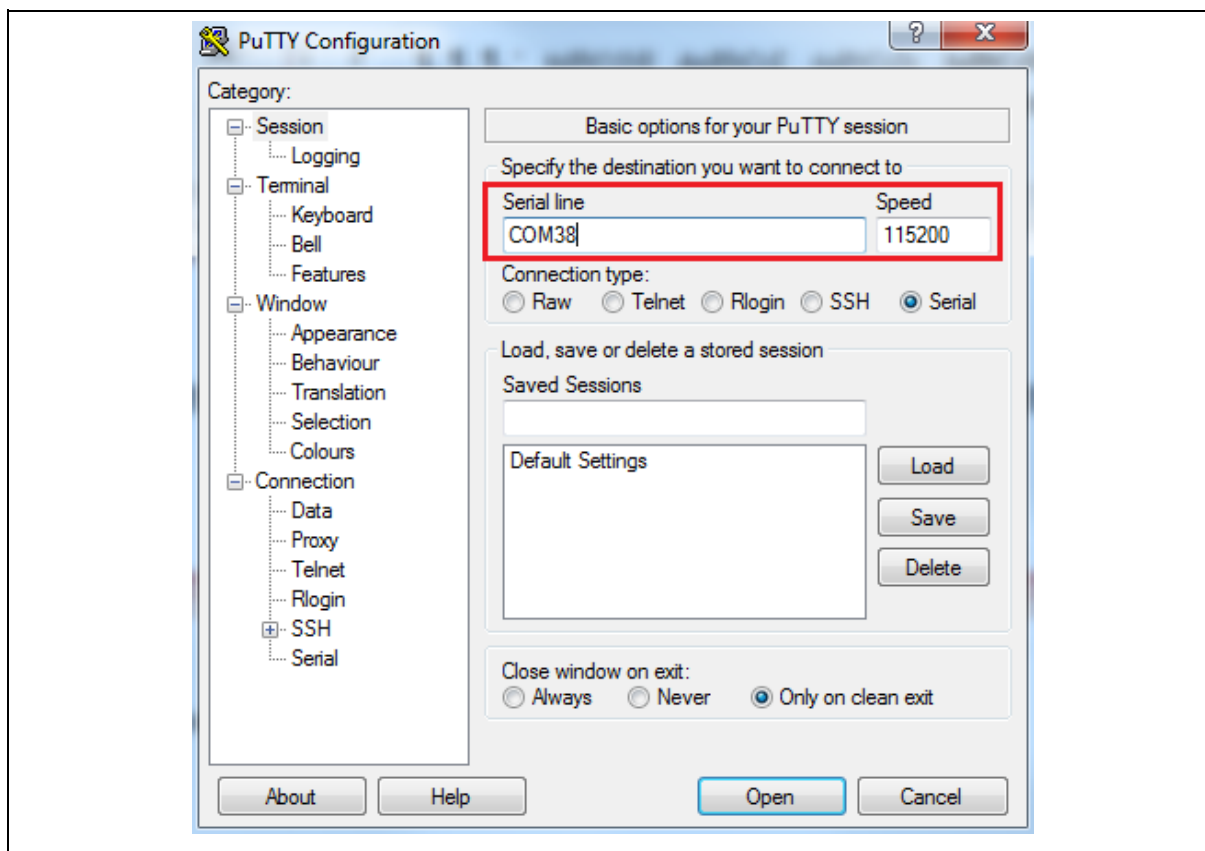 PuTTY Configuration
Category:
Session
Logging
Terminal
Keyboard
Bell
Features
Window
Appearance
Behaviour
Translation
Selection
Colours
Connection
Data
Proxy
Telnet
Rlogin
SSH
Serial
Basic options for your PuTTY session
Specify the destination you want to connect to
Serial line Speed
COM38 115200
Connection type:
Raw Telnet Rlogin SSH Serial
Load, save or delete a stored session
Saved Sessions
Default Settings
Load
Save
Delete
Close window on exit:
Always Never Only on clean exit
About Help Open Cancel